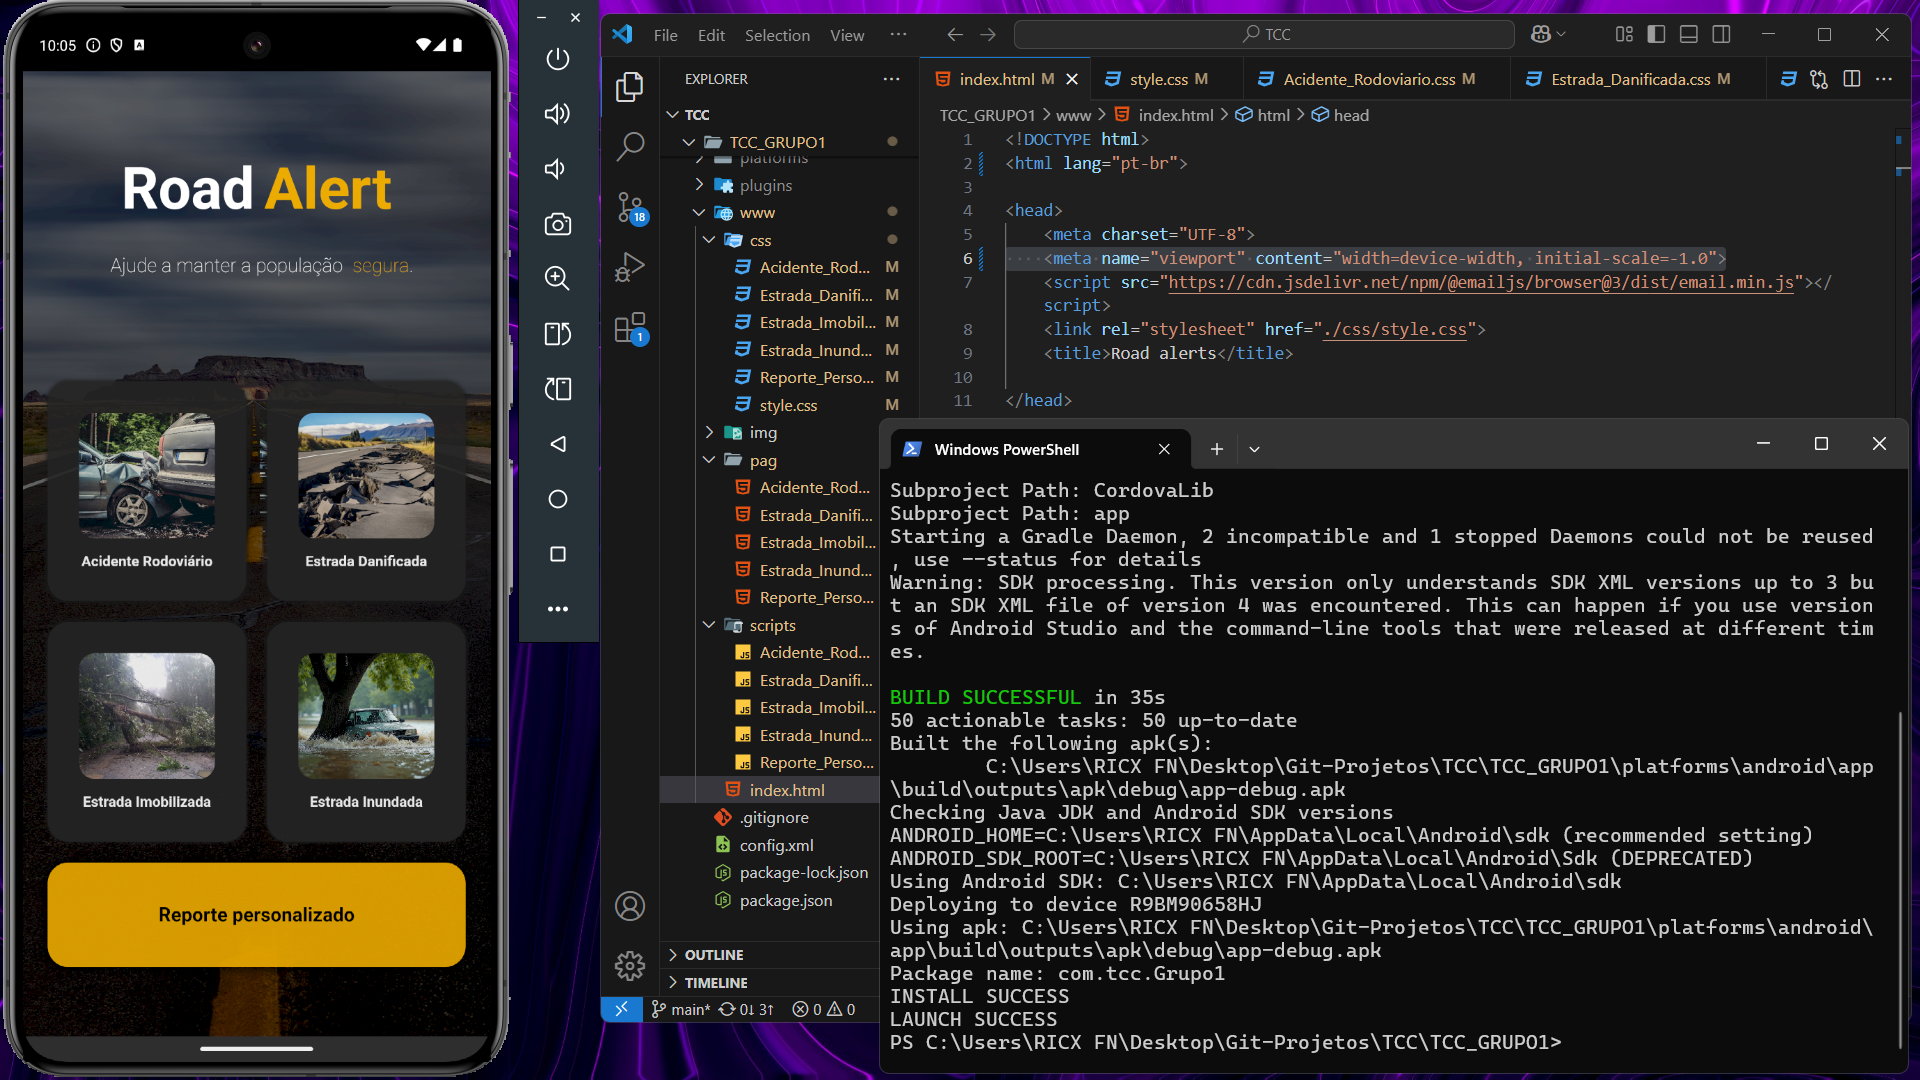 10:05
Road Alert
Ajude a manter a população segura.
Acidente Rodoviário
Estrada Danificada
Estrada Imobilizada
Estrada Inundada
Reporte personalizado
File Edit Selection View ···
TCC
EXPLORER
TCC
TCC_GRUPO1
platforms
plugins
www
css
Acidente_Rod... M
Estrada_Danifi... M
Estrada_Imobil... M
Estrada_Inund... M
Reporte_Perso... M
style.css M
img
pag
Acidente_Rod...
Estrada_Danifi...
Estrada_Imobil...
Estrada_Inund...
Reporte_Perso...
scripts
Acidente_Rod...
Estrada_Danifi...
Estrada_Imobil...
Estrada_Inund...
Reporte_Perso...
index.html
.gitignore
config.xml
package-lock.json
package.json
OUTLINE
TIMELINE
18
1
main* 0↓ 3↑ 0 0
index.html M
style.css M
Acidente_Rodoviario.css M
Estrada_Danificada.css M
TCC_GRUPO1 > www > index.html > html > head
1 <!DOCTYPE html>
2 <html lang="pt-br">
3
4 <head>
5 <meta charset="UTF-8">
6 ····<meta name="viewport" content="width=device-width, initial-scale=-1.0">
7 <script src="https://cdn.jsdelivr.net/npm/@emailjs/browser@3/dist/email.min.js"></
script>
8 <link rel="stylesheet" href="./css/style.css">
9 <title>Road alerts</title>
10
11 </head>
Windows PowerShell
Subproject Path: CordovaLib
Subproject Path: app
Starting a Gradle Daemon, 2 incompatible and 1 stopped Daemons could not be reused
, use --status for details
Warning: SDK processing. This version only understands SDK XML versions up to 3 bu
t an SDK XML file of version 4 was encountered. This can happen if you use version
s of Android Studio and the command-line tools that were released at different tim
es.
BUILD SUCCESSFUL in 35s
50 actionable tasks: 50 up-to-date
Built the following apk(s):
C:\Users\RICX FN\Desktop\Git-Projetos\TCC\TCC_GRUPO1\platforms\android\app
\build\outputs\apk\debug\app-debug.apk
Checking Java JDK and Android SDK versions
ANDROID_HOME=C:\Users\RICX FN\AppData\Local\Android\sdk (recommended setting)
ANDROID_SDK_ROOT=C:\Users\RICX FN\AppData\Local\Android\Sdk (DEPRECATED)
Using Android SDK: C:\Users\RICX FN\AppData\Local\Android\sdk
Deploying to device R9BM90658HJ
Using apk: C:\Users\RICX FN\Desktop\Git-Projetos\TCC\TCC_GRUPO1\platforms\android\
app\build\outputs\apk\debug\app-debug.apk
Package name: com.tcc.Grupo1
INSTALL SUCCESS
LAUNCH SUCCESS
PS C:\Users\RICX FN\Desktop\Git-Projetos\TCC\TCC_GRUPO1>